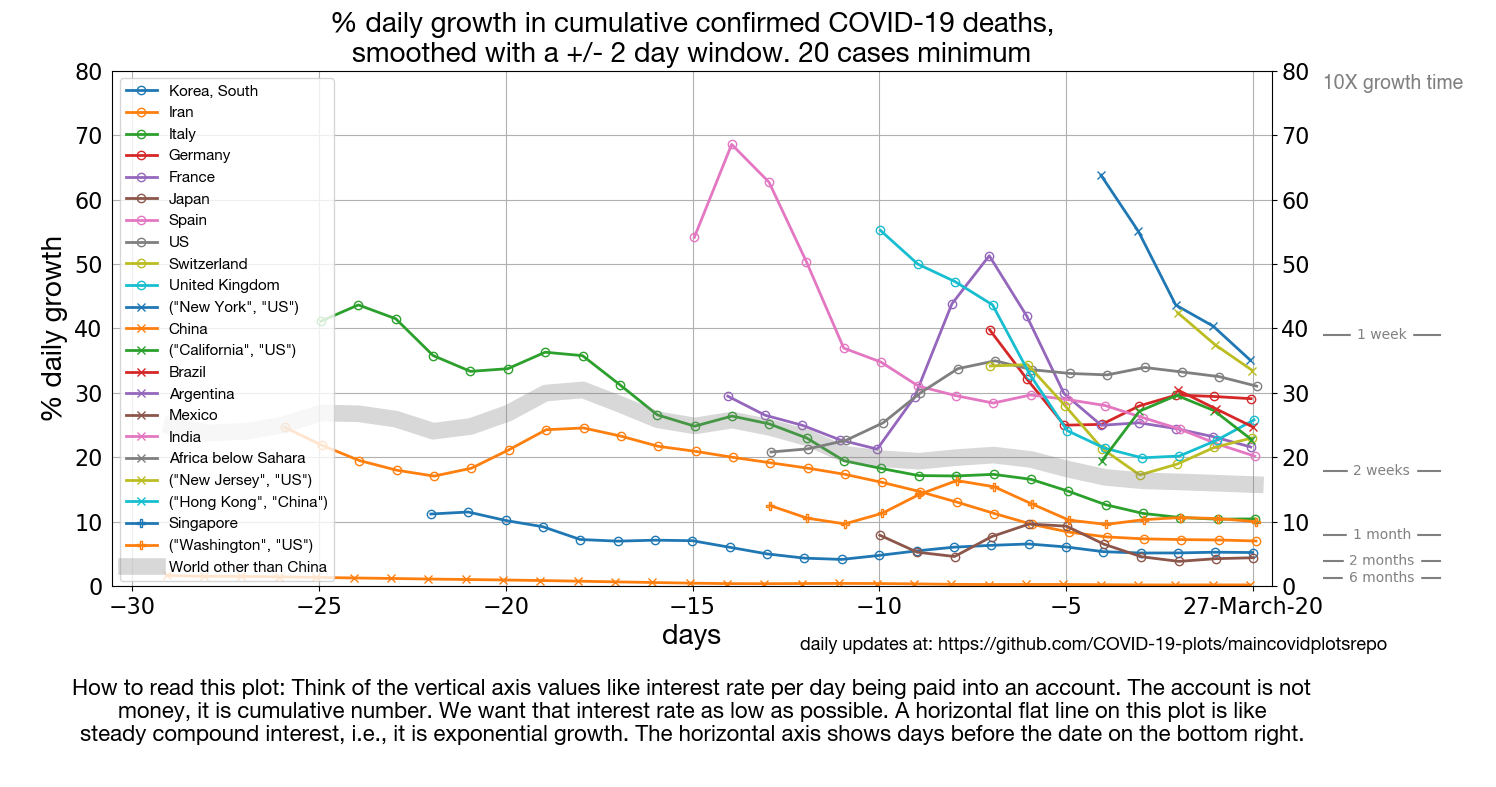 % daily growth in cumulative confirmed COVID-19 deaths,
smoothed with a +/- 2 day window. 20 cases minimum
10X growth time
% daily growth
80
70
60
50
40
30
20
10
0
Korea, South
Iran
Italy
Germany
France
Japan
Spain
US
Switzerland
United Kingdom
("New York", "US")
China
("California", "US")
Brazil
Argentina
Mexico
India
Africa below Sahara
("New Jersey", "US")
("Hong Kong", "China")
Singapore
("Washington", "US")
World other than China
80
70
60
50
40
30
20
10
0
1 week
2 weeks
1 month
2 months
6 months
−30 −25 −20 −15 −10 −5 27-March-20
days
daily updates at: https://github.com/COVID-19-plots/maincovidplotsrepo
How to read this plot: Think of the vertical axis values like interest rate per day being paid into an account. The account is not
money, it is cumulative number. We want that interest rate as low as possible. A horizontal flat line on this plot is like
steady compound interest, i.e., it is exponential growth. The horizontal axis shows days before the date on the bottom right.